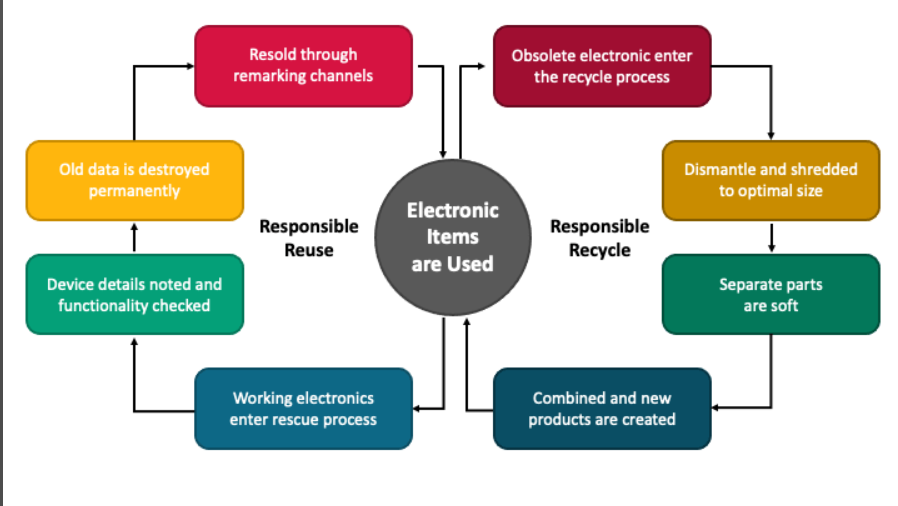 Resold through
remarking channels
Obsolete electronic enter
the recycle process
Old data is destroyed
permanently
Dismantle and shredded
to optimal size
Responsible
Reuse
Electronic
Items
are Used
Responsible
Recycle
Device details noted and
functionality checked
Separate parts
are soft
Working electronics
enter rescue process
Combined and new
products are created